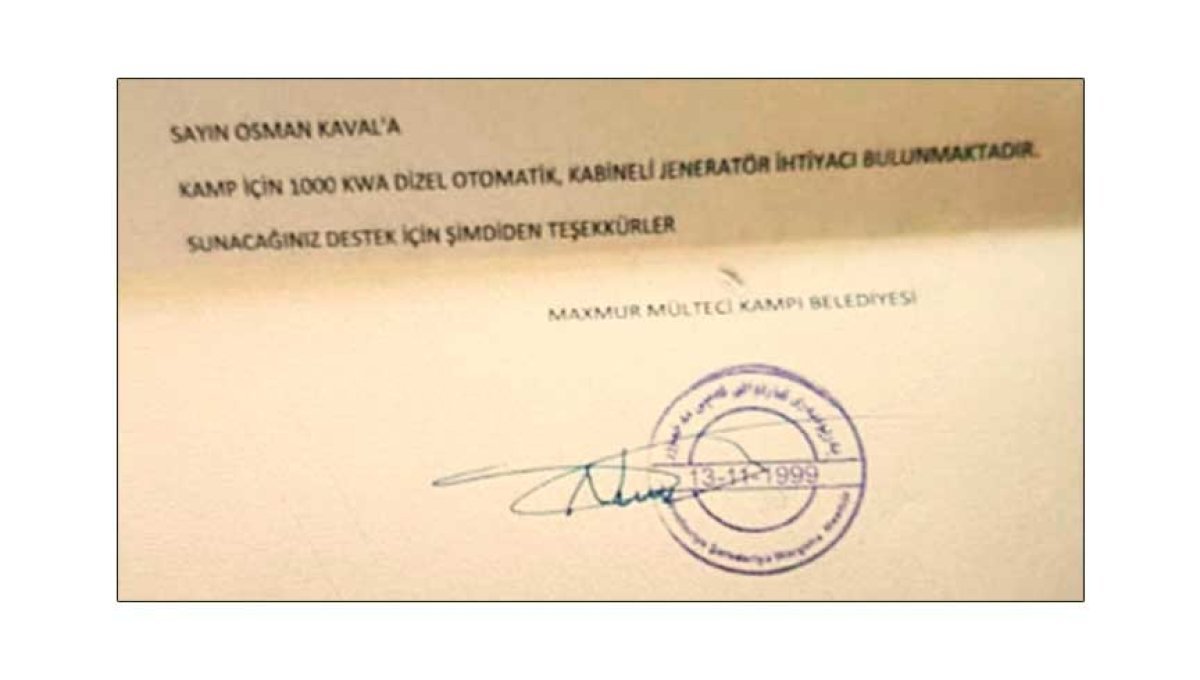 SAYIN OSMAN KAVAL'A
KAMP İÇİN 1000 KWA DİZEL OTOMATİK, KABİNELİ JENERATÖR İHTİYACI BULUNMAKTADIR.
SUNACAĞINIZ DESTEK İÇİN ŞİMDİDEN TEŞEKKÜRLER
MAXMUR MÜLTECİ KAMPI BELEDİYESİ
13-11-1999